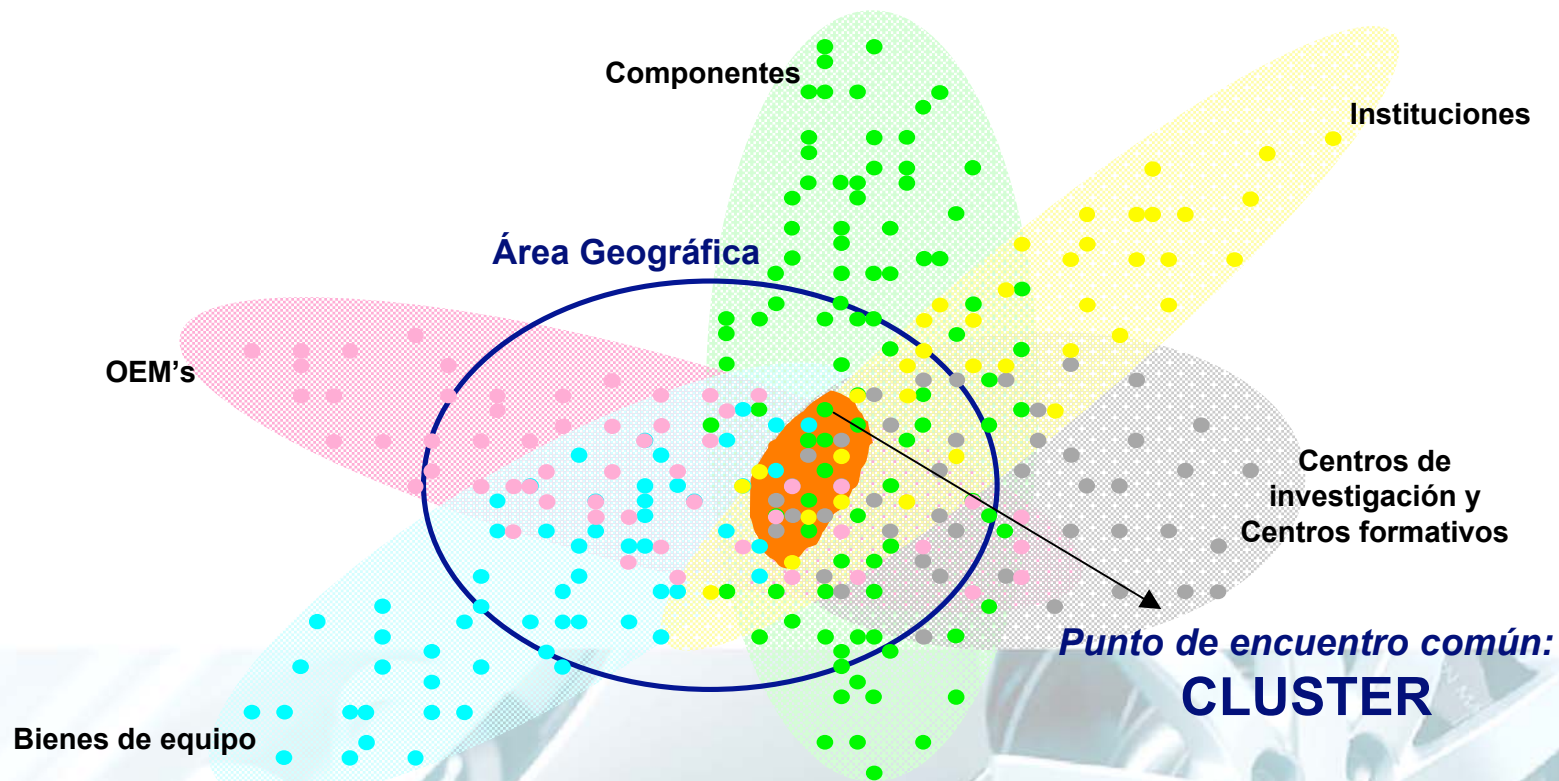 Componentes
Instituciones
Área Geográfica
OEM’s
Centros de
investigación y
Centros formativos
Punto de encuentro común:
CLUSTER
Bienes de equipo